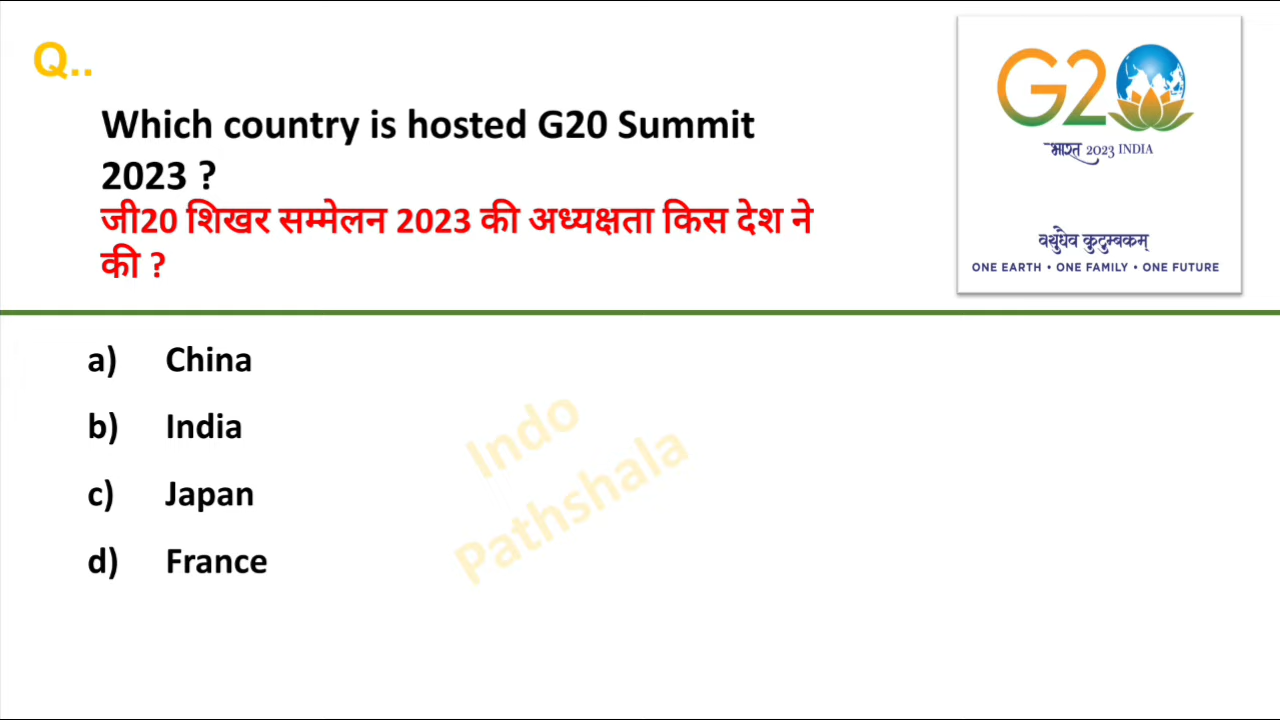 Q..
Which country is hosted G20 Summit
2023 ?
जी20 शिखर सम्मेलन 2023 की अध्यक्षता किस देश ने
की ?
G20
भारत 2023 INDIA
वसुधैव कुटुम्बकम्
ONE EARTH • ONE FAMILY • ONE FUTURE
a) China
b) India
c) Japan
d) France
Indo
Pathshala